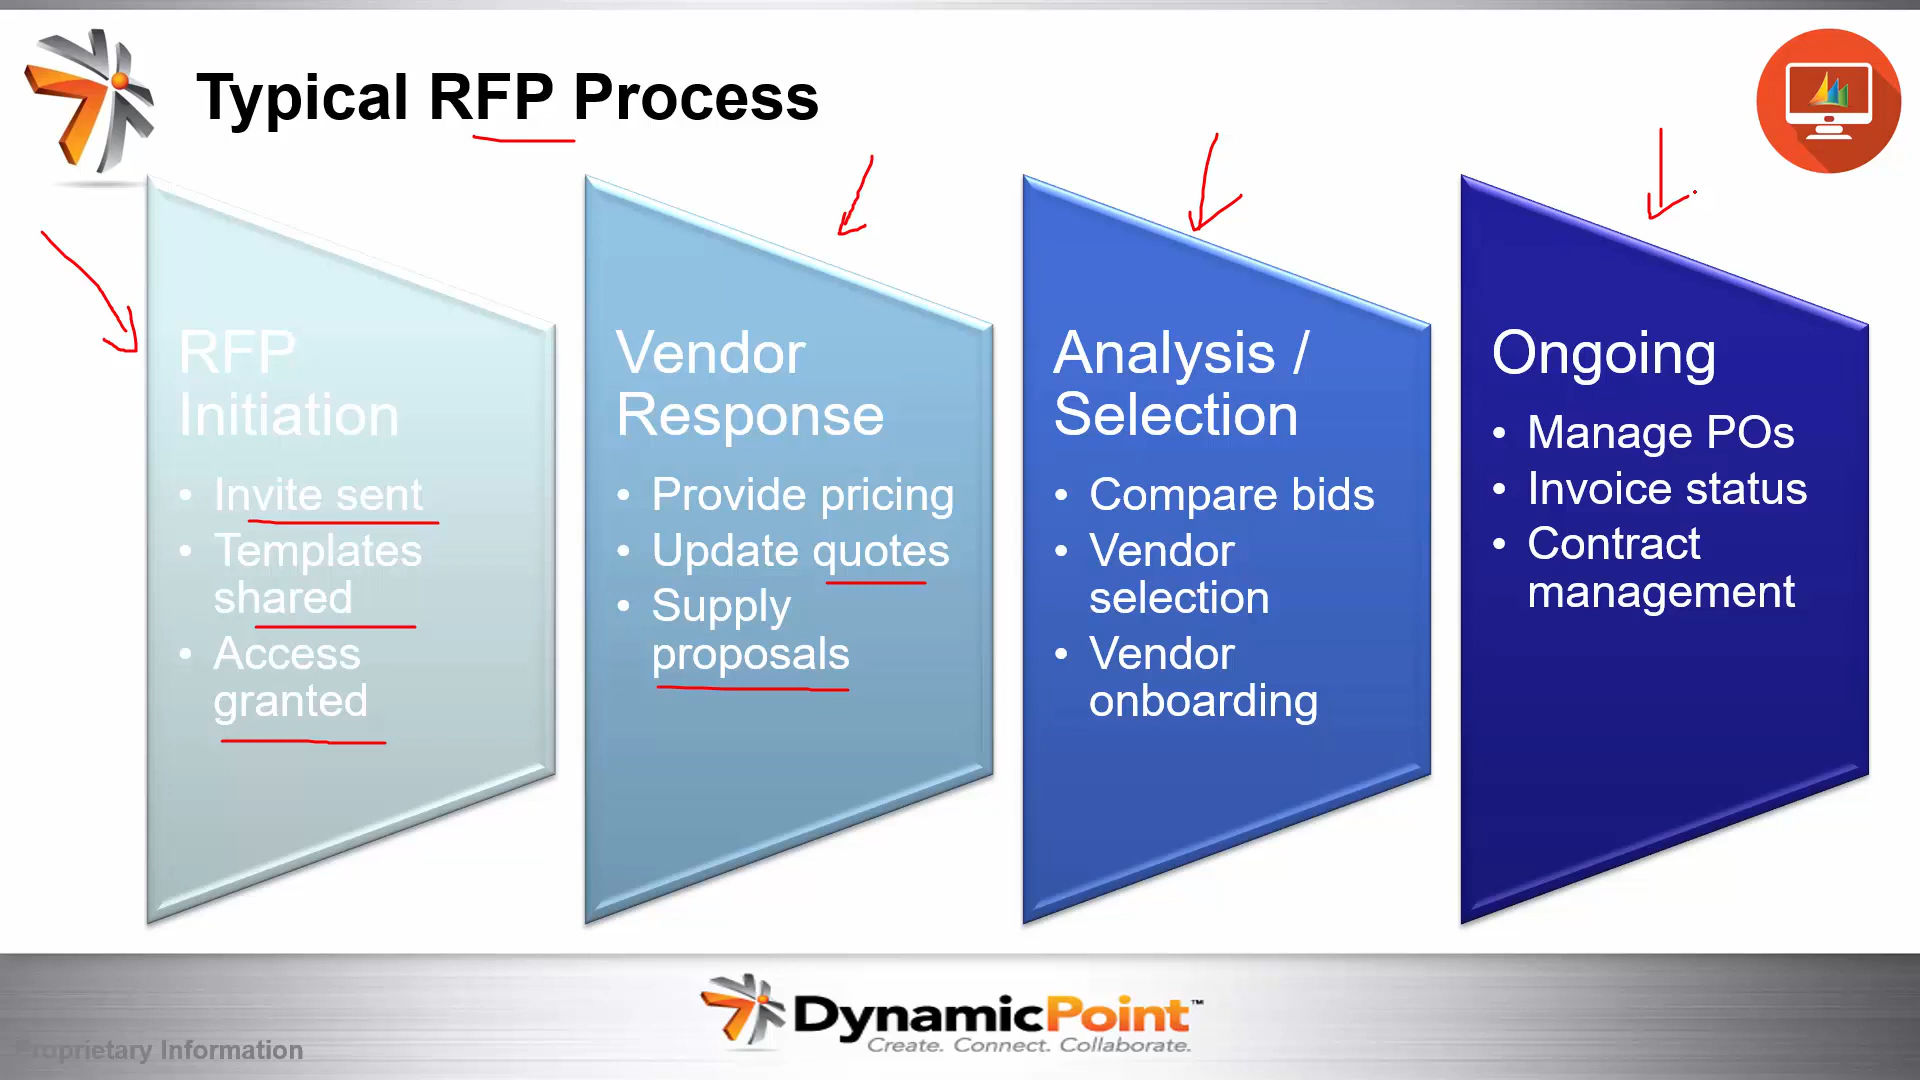 Typical RFP Process
RFP
Initiation
• Invite sent
• Templates
shared
• Access
granted
Vendor
Response
• Provide pricing
• Update quotes
• Supply
proposals
Analysis /
Selection
• Compare bids
• Vendor
selection
• Vendor
onboarding
Ongoing
• Manage POs
• Invoice status
• Contract
management
DynamicPoint™
Create. Connect. Collaborate.
Proprietary Information